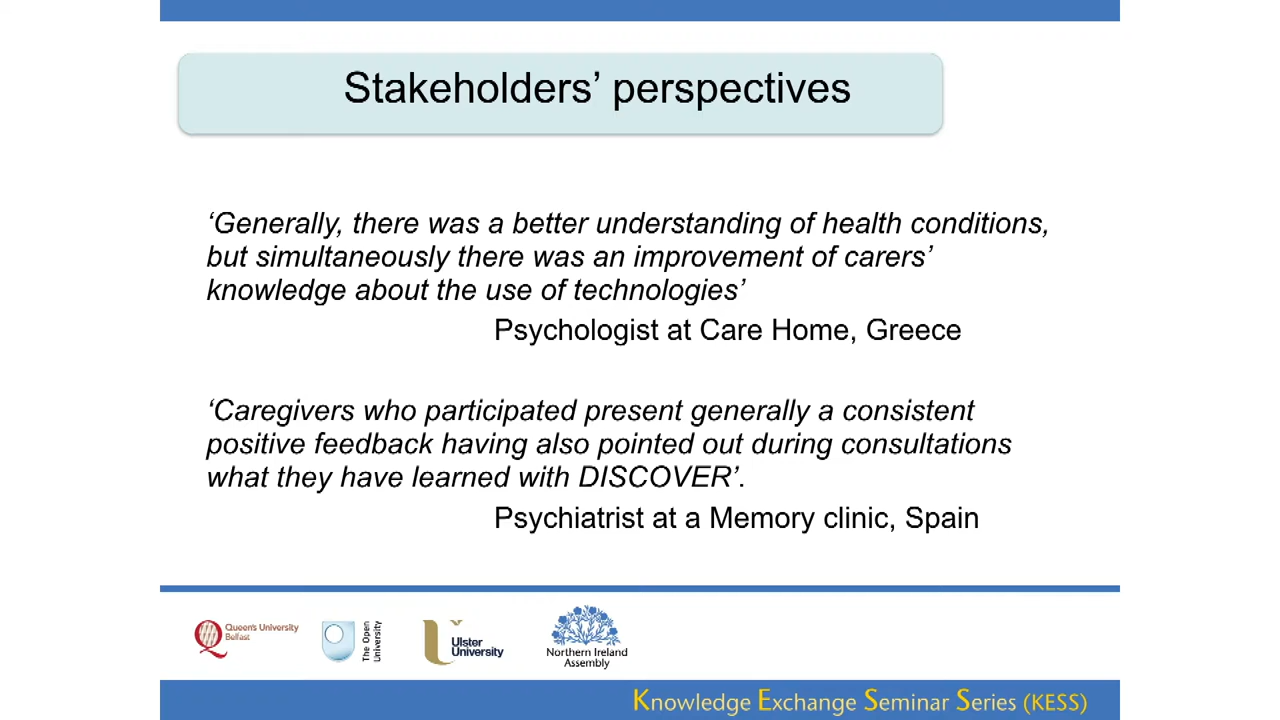 Stakeholders’ perspectives
‘Generally, there was a better understanding of health conditions,
but simultaneously there was an improvement of carers’
knowledge about the use of technologies’
Psychologist at Care Home, Greece
‘Caregivers who participated present generally a consistent
positive feedback having also pointed out during consultations
what they have learned with DISCOVER’.
Psychiatrist at a Memory clinic, Spain
Queen's University
Belfast
The Open
University
Ulster
University
Northern Ireland
Assembly
Knowledge Exchange Seminar Series (KESS)